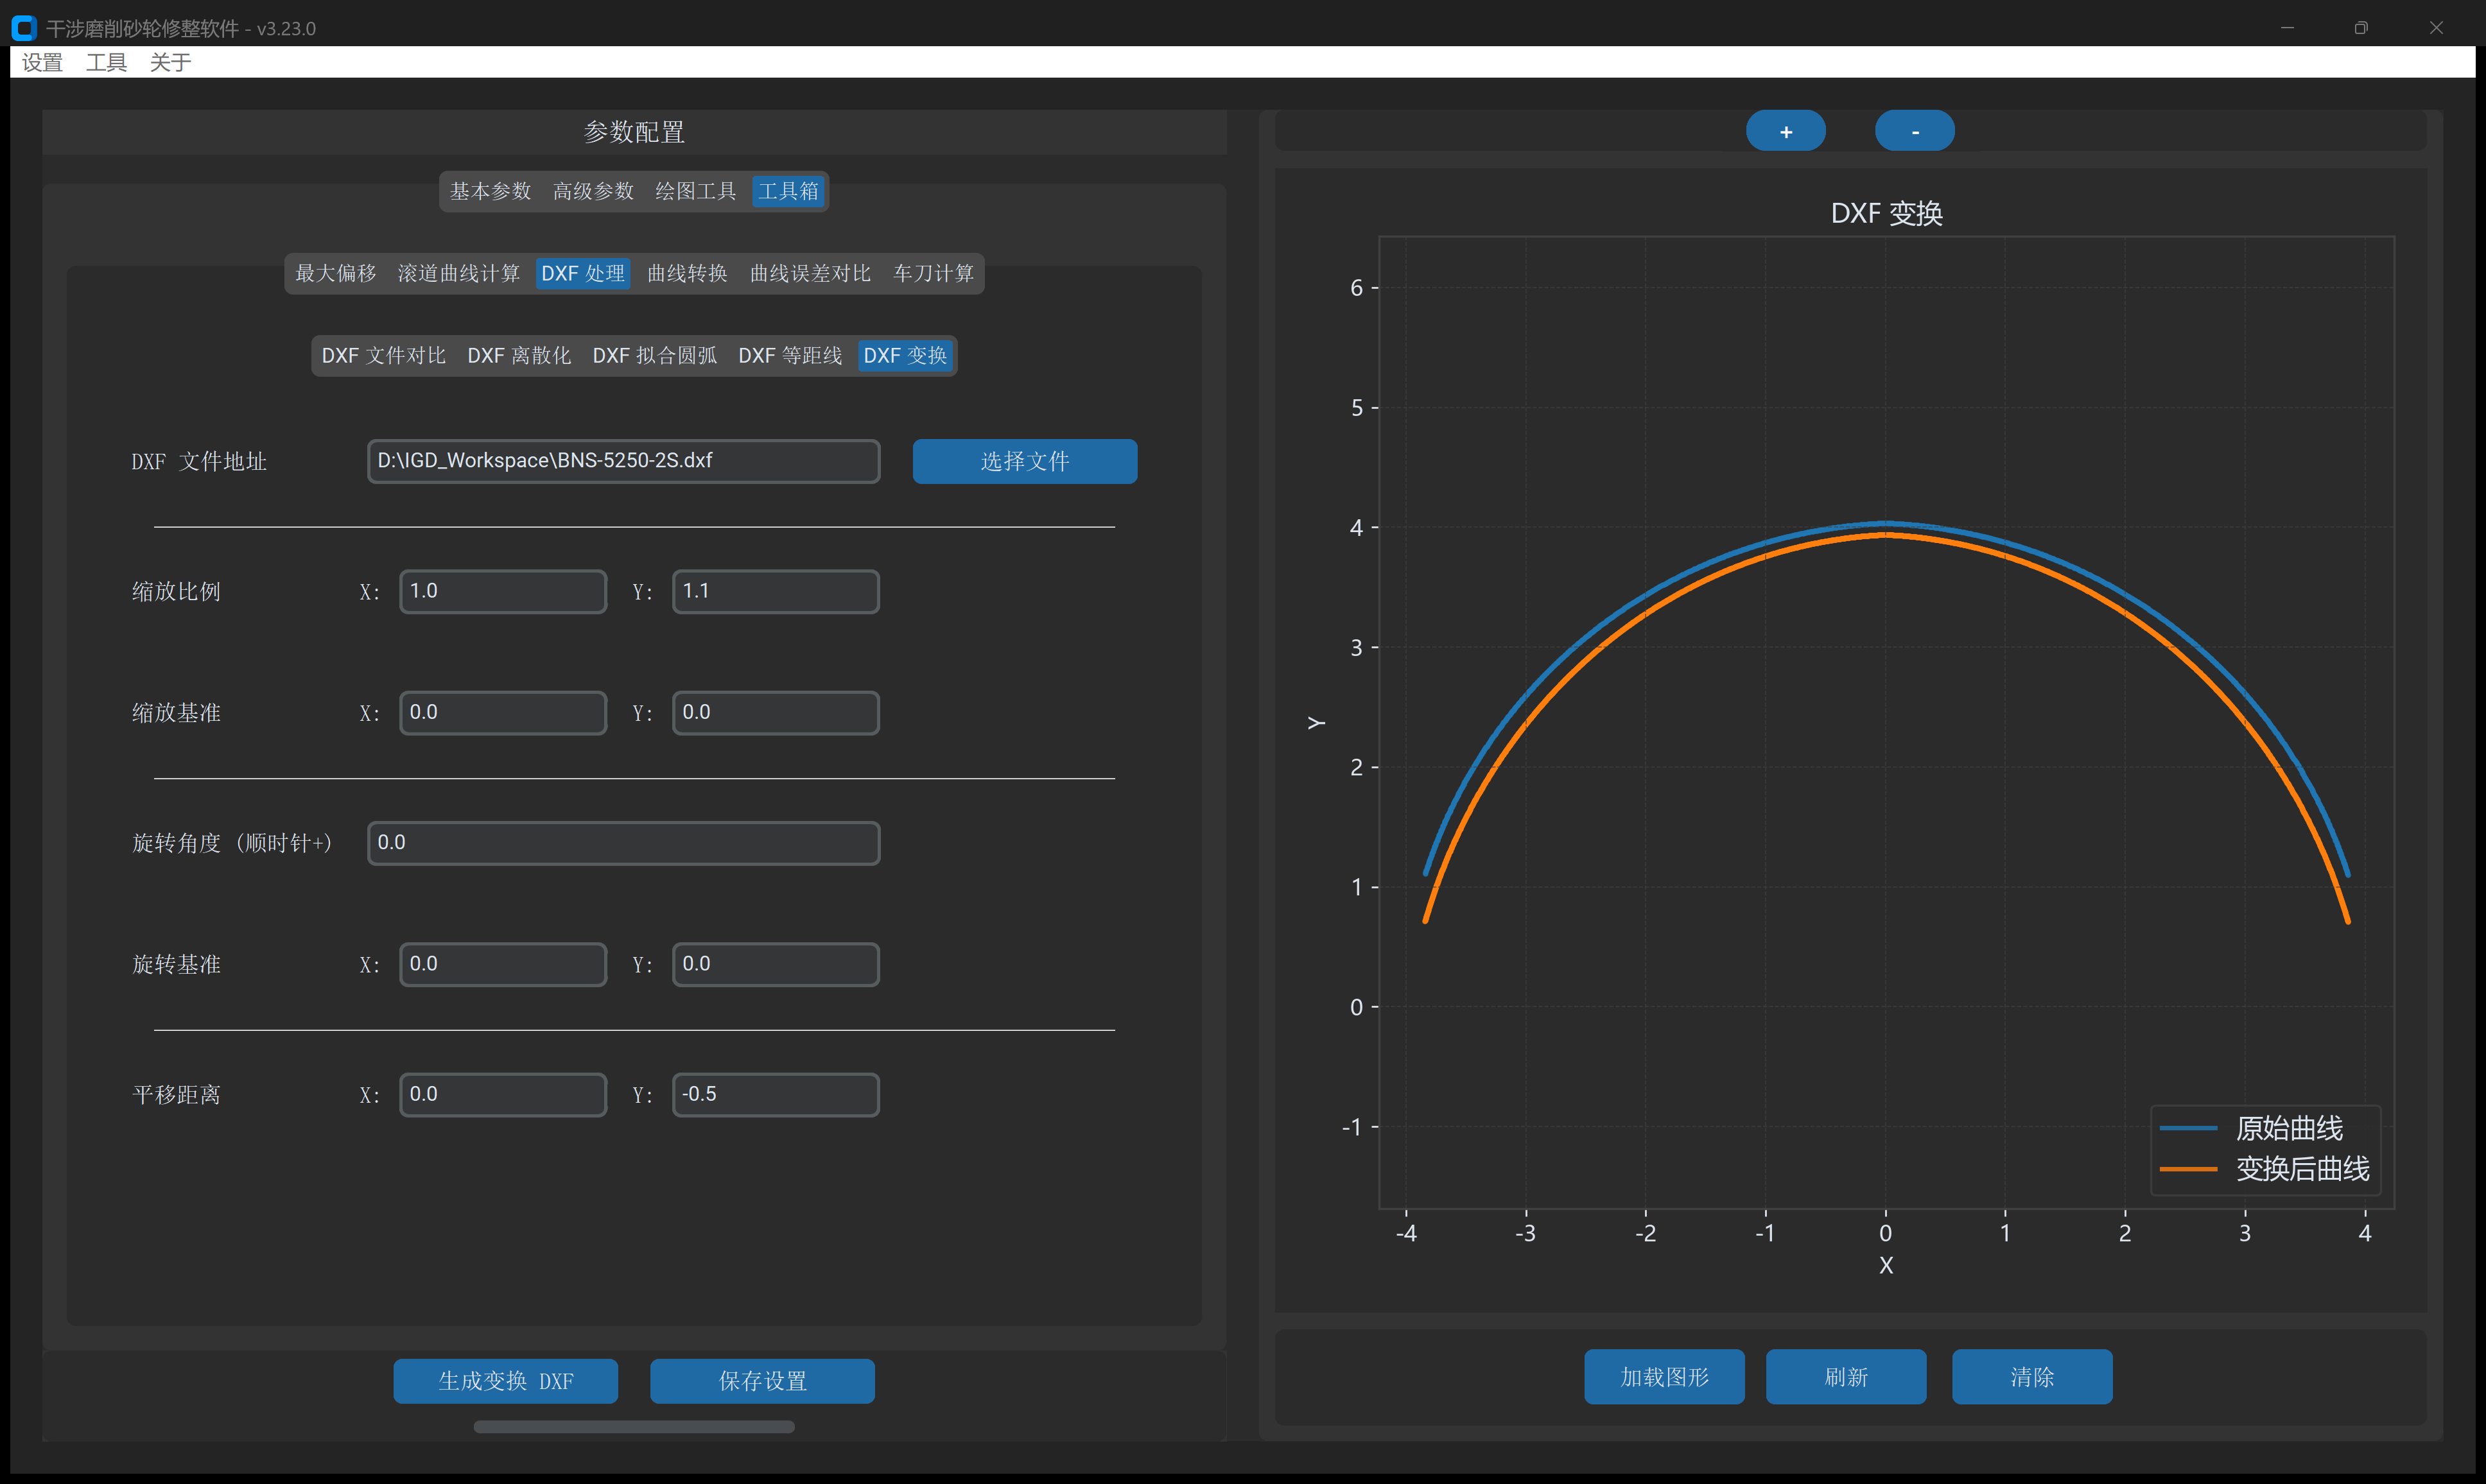 干涉磨削砂轮修整软件 - v3.23.0
设置 工具 关于
参数配置
基本参数 高级参数 绘图工具 工具箱
最大偏移 滚道曲线计算 DXF 处理 曲线转换 曲线误差对比 车刀计算
DXF 文件对比 DXF 离散化 DXF 拟合圆弧 DXF 等距线 DXF 变换
DXF 文件地址 D:\IGD_Workspace\BNS-5250-2S.dxf 选择文件
缩放比例 X: 1.0 Y: 1.1
缩放基准 X: 0.0 Y: 0.0
旋转角度 (顺时针+) 0.0
旋转基准 X: 0.0 Y: 0.0
平移距离 X: 0.0 Y: -0.5
生成变换 DXF 保存设置
+ -
DXF 变换
6
5
4
3
2
1
0
-1
Y
-4 -3 -2 -1 0 1 2 3 4
X
原始曲线
变换后曲线
加载图形 刷新 清除